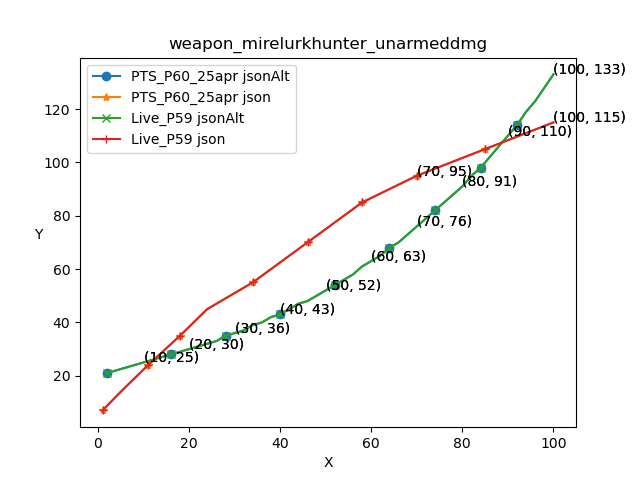 weapon_mirelurkhunter_unarmeddmg
PTS_P60_25apr jsonAlt
PTS_P60_25apr json
Live_P59 jsonAlt
Live_P59 json
(100, 133)
(100, 115)
(90, 110)
(70, 95)
(80, 91)
(70, 76)
(60, 63)
(50, 52)
(40, 43)
(30, 36)
(20, 30)
(10, 25)
Y
120
100
80
60
40
20
0 20 40 60 80 100
X